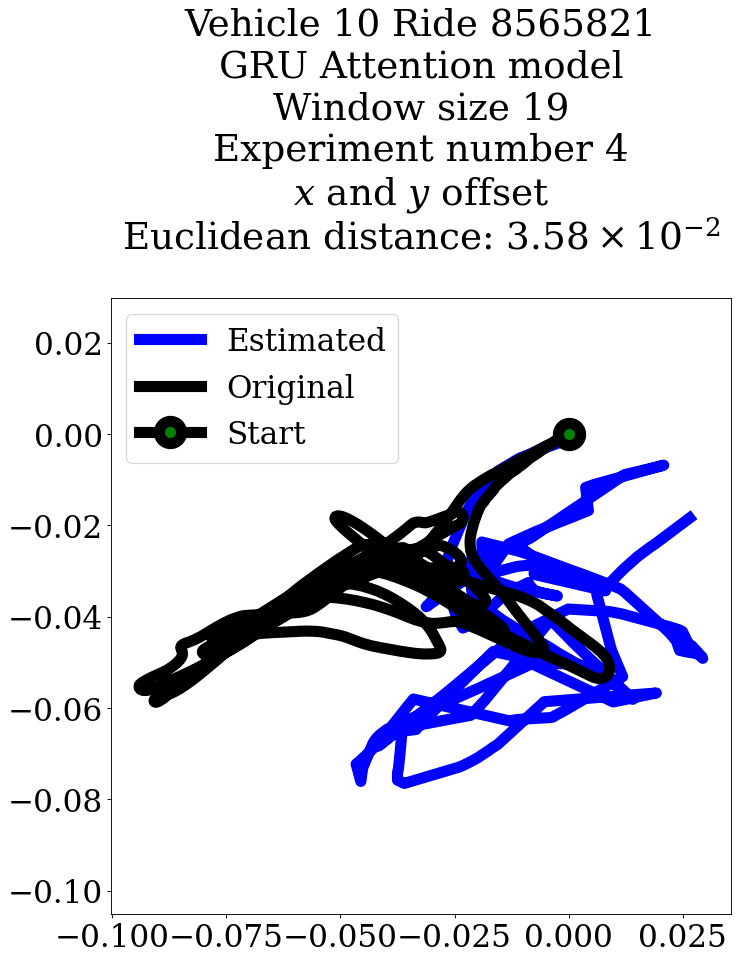 Vehicle 10 Ride 8565821
GRU Attention model
Window size 19
Experiment number 4
x and y offset
Euclidean distance: 3.58 × 10⁻²
Estimated
Original
Start
0.02
0.00
−0.02
−0.04
−0.06
−0.08
−0.10
−0.100 −0.075 −0.050 −0.025 0.000 0.025